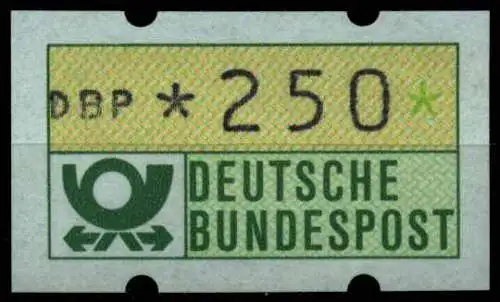 DBP *250*
DEUTSCHE
BUNDESPOST